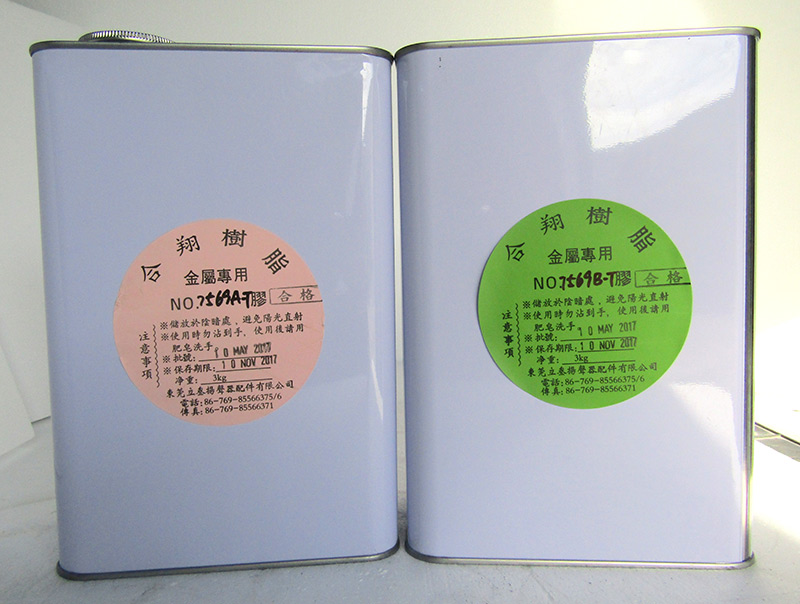 合翔樹脂
金屬專用
NO.7569A-T膠 合格
注意事項
※儲放於陰暗處，避免陽光直射
※使用時勿沾到手，使用後請用
肥皂洗手
※批號: 10 MAY 2017
※保存期限: 10 NOV 2017
净重: 3kg
東莞立叁揚聲器配件有限公司
電話:86-769-85566375/6
傳真:86-769-85566371
合翔樹脂
金屬專用
NO.7569B-T膠 合格
注意事項
※儲放於陰暗處，避免陽光直射
※使用時勿沾到手，使用後請用
肥皂洗手
※批號: 10 MAY 2017
※保存期限: 10 NOV 2017
净重: 3kg
東莞立叁揚聲器配件有限公司
電話:86-769-85566375/6
傳真:86-769-85566371